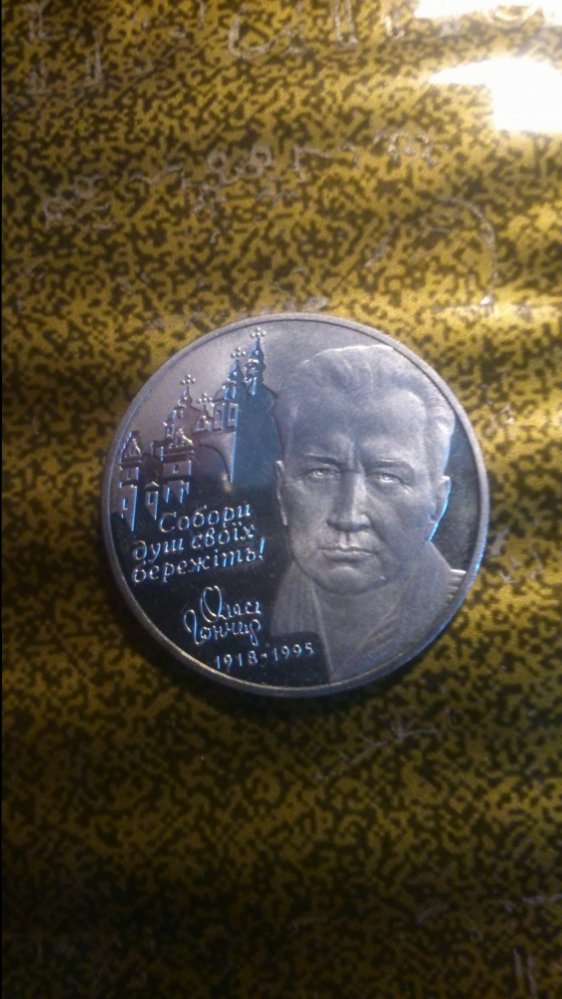 Собори
душ своїх
бережіть!
Олесь
Гончар
1918-1995